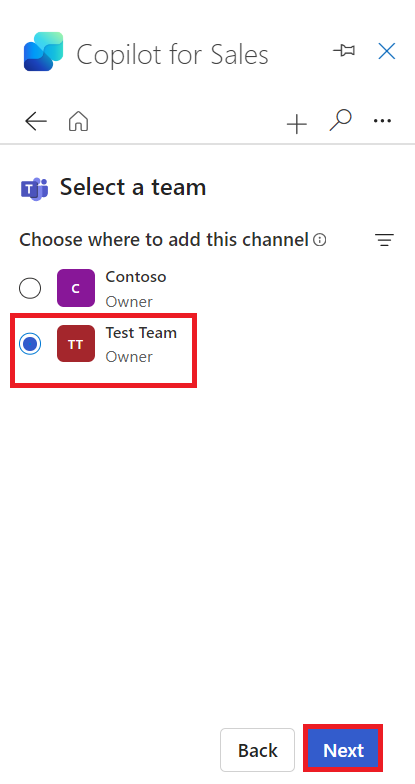 Copilot for Sales
Select a team
Choose where to add this channel
C
Contoso
Owner
TT
Test Team
Owner
Back
Next